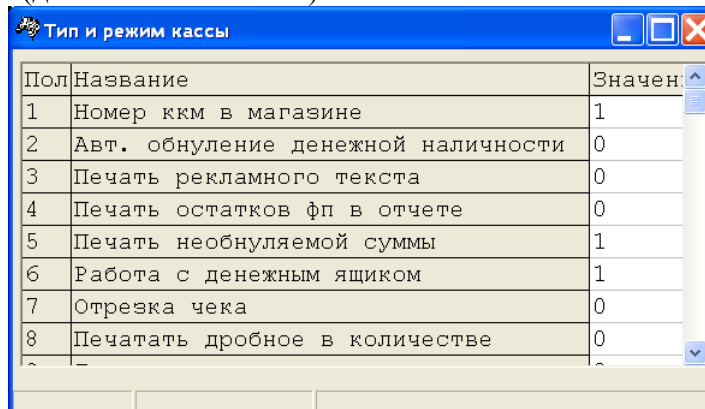 Тип и режим кассы
Пол Название Значен
1 Номер ккм в магазине 1
2 Авт. обнуление денежной наличности 0
3 Печать рекламного текста 0
4 Печать остатков фп в отчете 0
5 Печать необнуляемой суммы 1
6 Работа с денежным ящиком 1
7 Отрезка чека 0
8 Печатать дробное в количестве 0